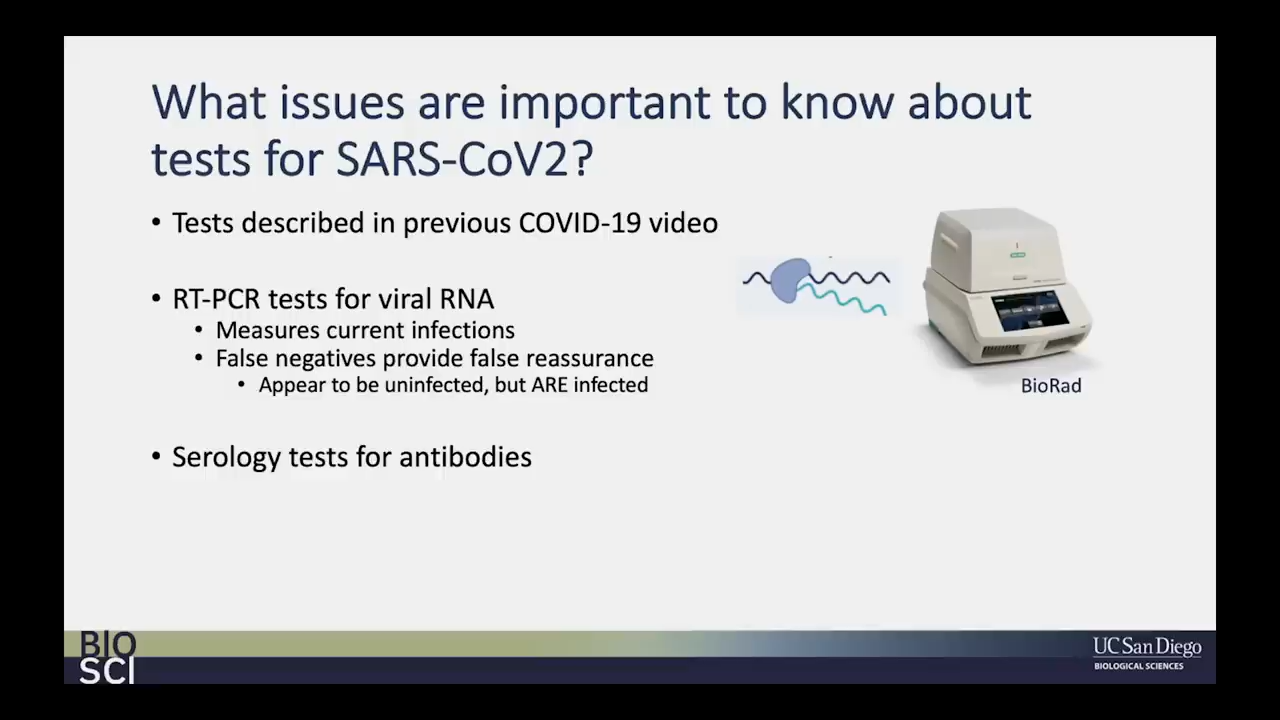 What issues are important to know about
tests for SARS-CoV2?
• Tests described in previous COVID-19 video
• RT-PCR tests for viral RNA
• Measures current infections
• False negatives provide false reassurance
• Appear to be uninfected, but ARE infected
BioRad
• Serology tests for antibodies
BIO
SCI
UC San Diego
BIOLOGICAL SCIENCES